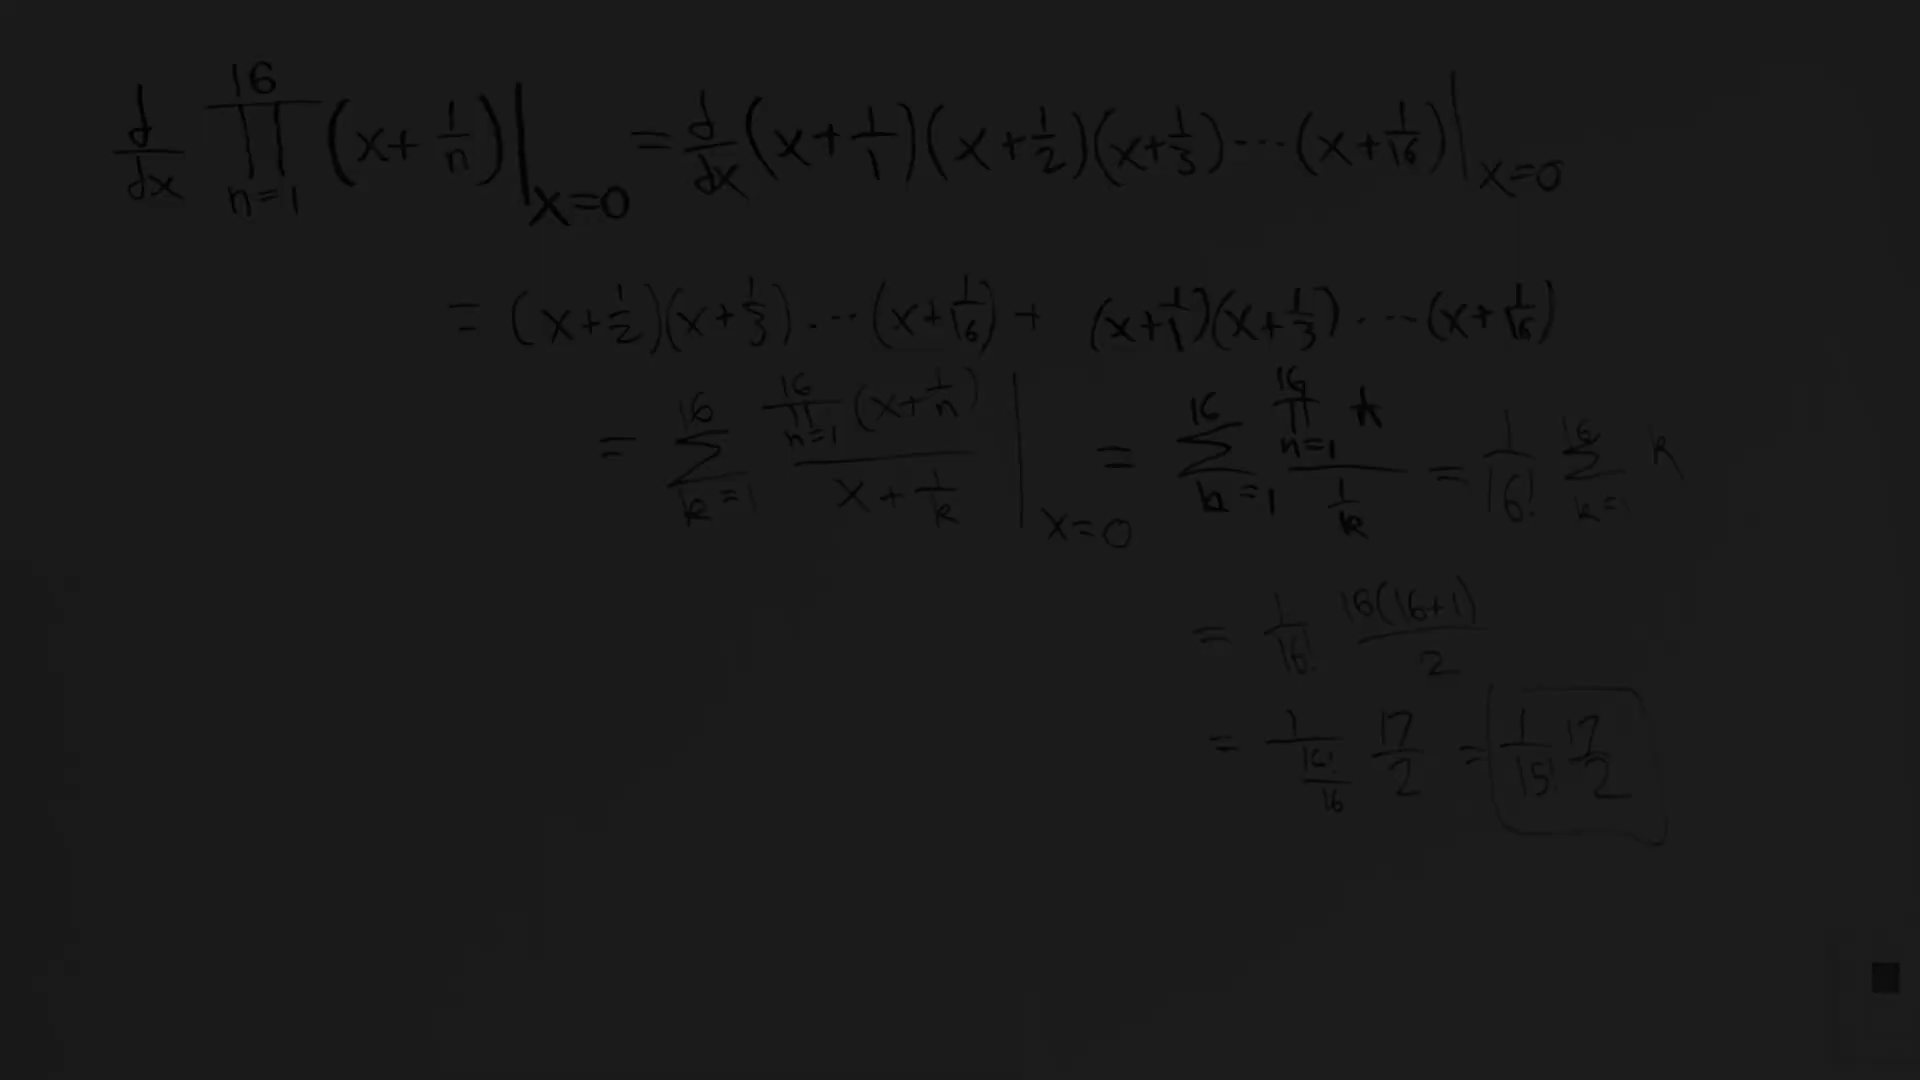 d/dx ∏_{n=1}^{16} (x + 1/n) |_{x=0} = d/dx (x + 1/1)(x + 1/2)(x + 1/3) ··· (x + 1/16) |_{x=0}
= (x + 1/2)(x + 1/3) ··· (x + 1/16) + (x + 1/1)(x + 1/3) ··· (x + 1/16)
= ∑_{k=1}^{16} ∏_{n=1}^{16} (x + 1/n) / (x + 1/k) |_{x=0} = ∑_{k=1}^{16} ∏_{n=1}^{16} / (1/k) = 1/16! ∑_{k=1}^{16} k
= 1/16! 16(16+1)/2
= 1/(16!/16) 17/2 = 1/15! 17/2